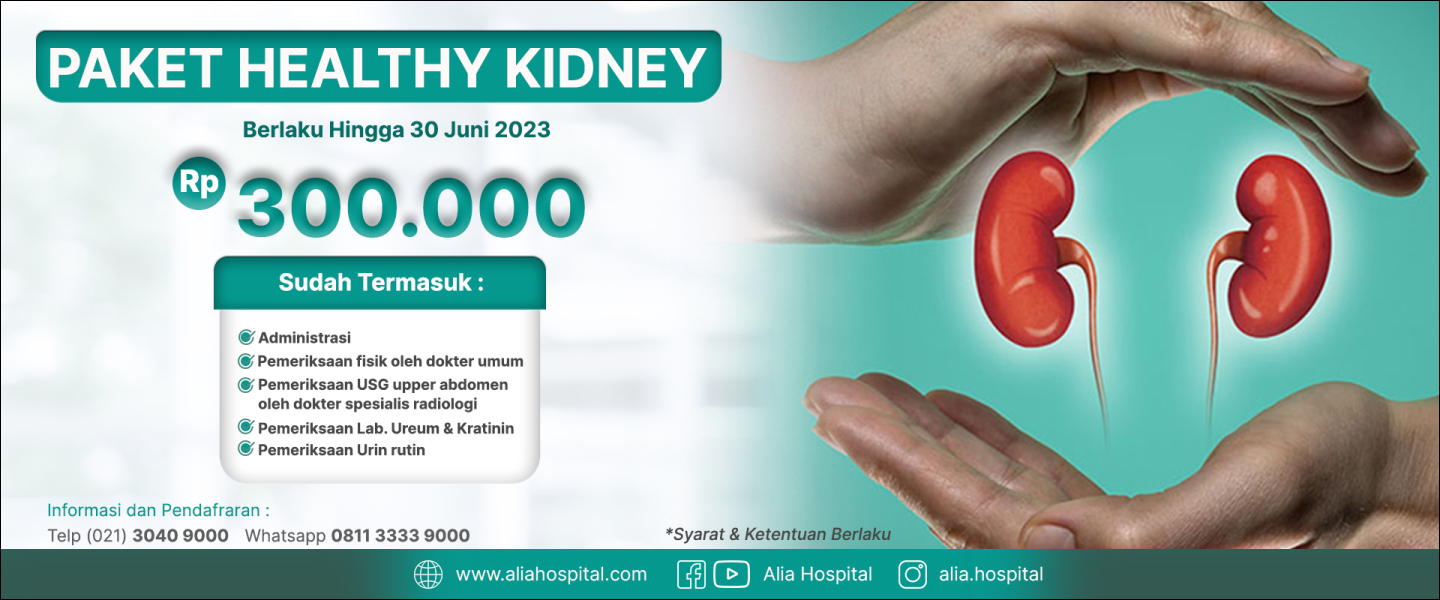 PAKET HEALTHY KIDNEY
Berlaku Hingga 30 Juni 2023
Rp 300.000
Sudah Termasuk :
Administrasi
Pemeriksaan fisik oleh dokter umum
Pemeriksaan USG upper abdomen
oleh dokter spesialis radiologi
Pemeriksaan Lab. Ureum & Kratinin
Pemeriksaan Urin rutin
Informasi dan Pendafraran :
Telp (021) 3040 9000 Whatsapp 0811 3333 9000
*Syarat & Ketentuan Berlaku
www.aliahospital.com Alia Hospital alia.hospital